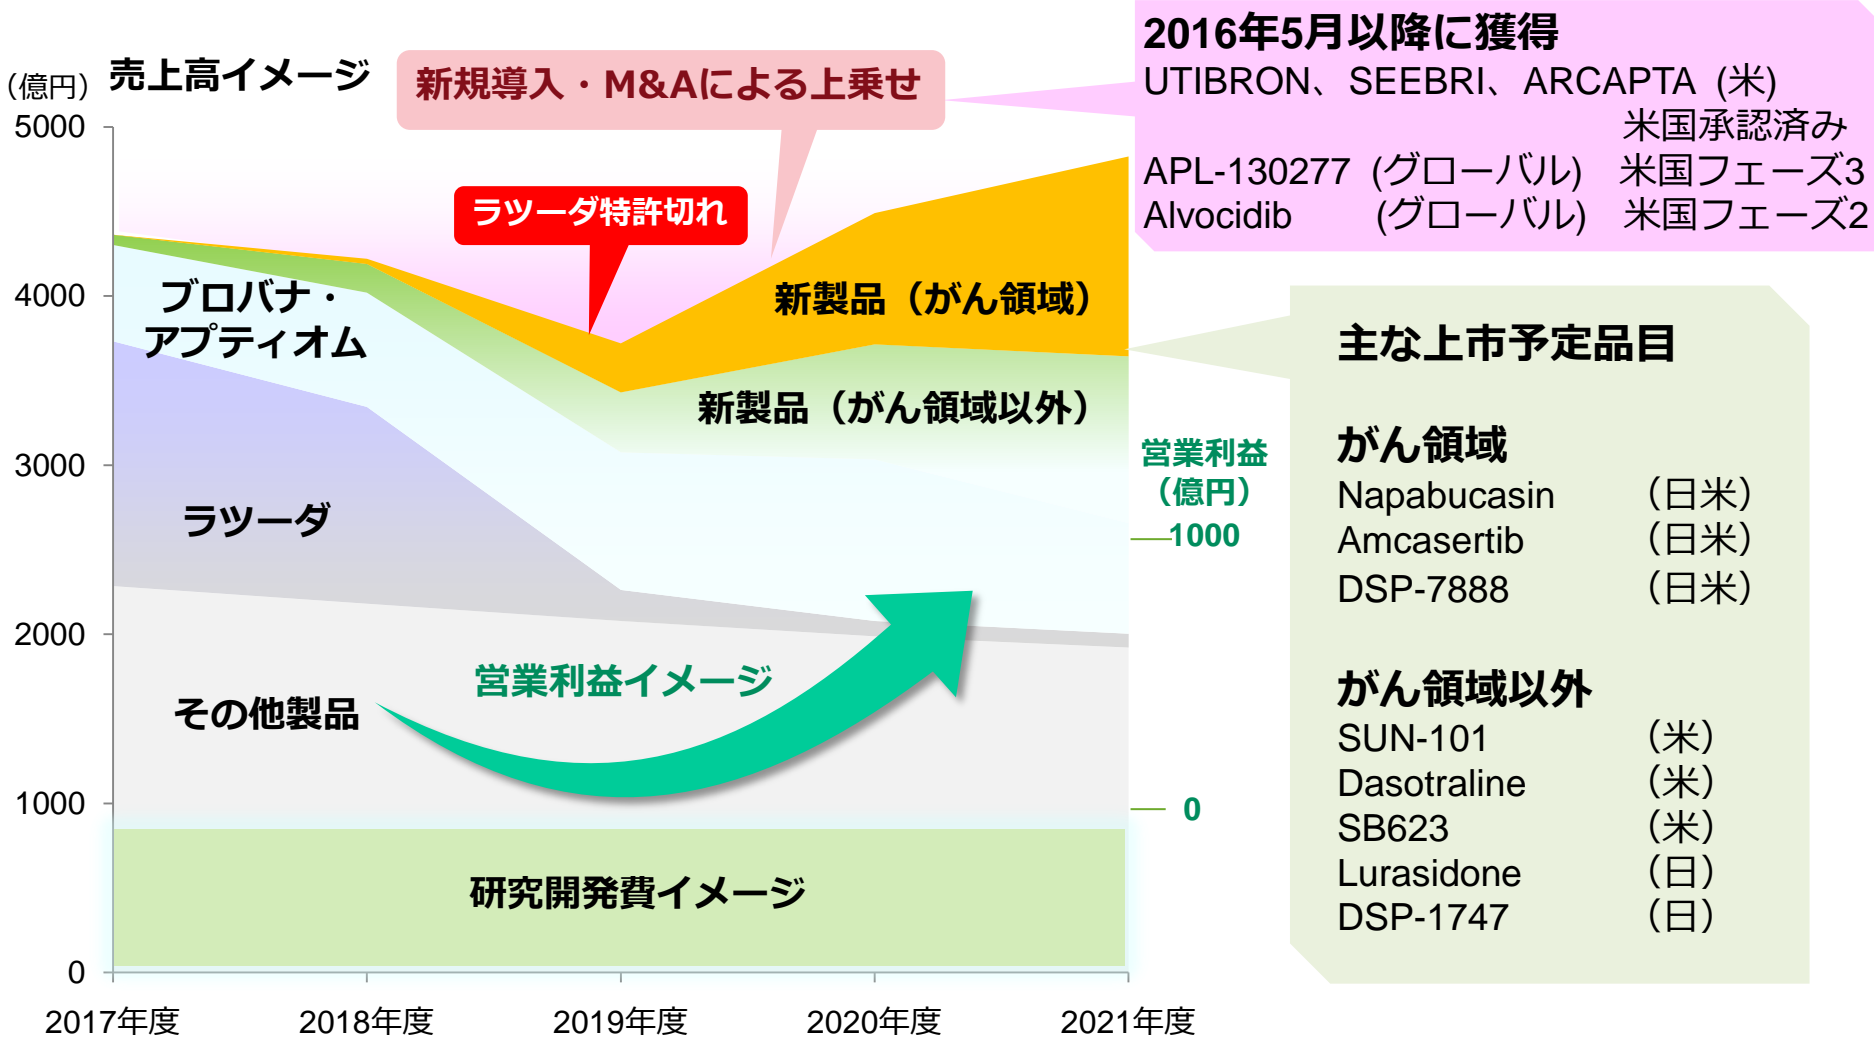 売上高イメージ
（億円）
5000
4000
3000
2000
1000
0
2017年度
2018年度
2019年度
2020年度
2021年度
新規導入・M&Aによる上乗せ
ラツーダ特許切れ
ブロバナ・
アプティオム
新製品（がん領域）
新製品（がん領域以外）
ラツーダ
その他製品
営業利益イメージ
研究開発費イメージ
営業利益
（億円）
1000
0
2016年5月以降に獲得
UTIBRON、SEEBRI、ARCAPTA (米)
米国承認済み
APL-130277 (グローバル) 米国フェーズ3
Alvocidib (グローバル) 米国フェーズ2
主な上市予定品目
がん領域
Napabucasin （日米）
Amcasertib （日米）
DSP-7888 （日米）
がん領域以外
SUN-101 （米）
Dasotraline （米）
SB623 （米）
Lurasidone （日）
DSP-1747 （日）